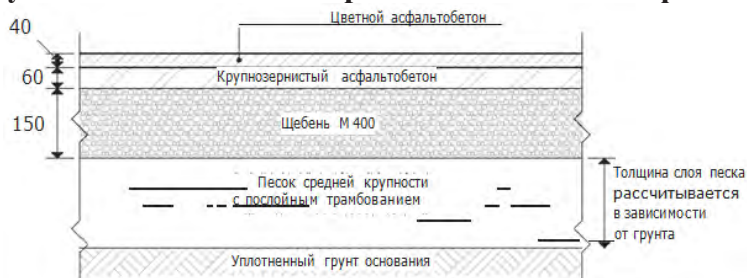 Цветной асфальтобетон
40
60
Крупнозернистый асфальтобетон
150
Щебень М 400
Песок средней крупности
с послойным трамбованием
Толщина слоя песка
рассчитывается
в зависимости
от грунта
Уплотненный грунт основания